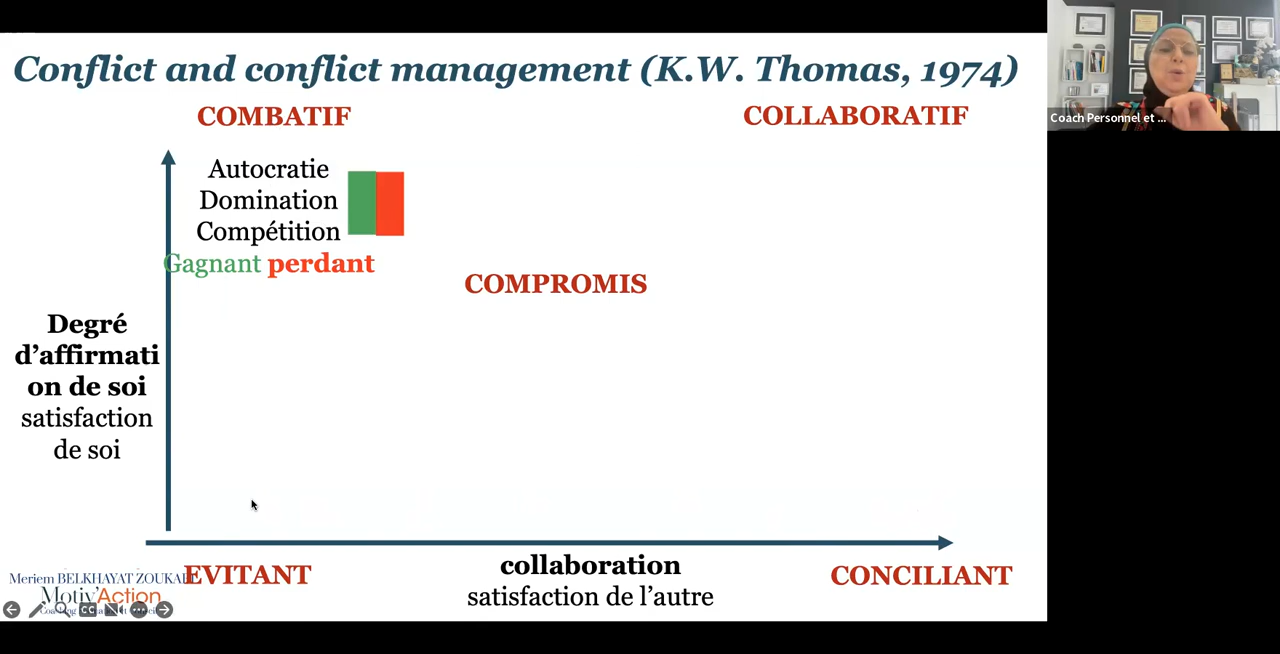 Conflict and conflict management (K.W. Thomas, 1974)
COMBATIF
COLLABORATIF
Autocratie
Domination
Compétition
Gagnant perdant
COMPROMIS
Degré
d’affirmati
on de soi
satisfaction
de soi
EVITANT
collaboration
satisfaction de l’autre
CONCILIANT
Meriem BELKHAYAT
Motiv'Action
Coach Personnel et ...